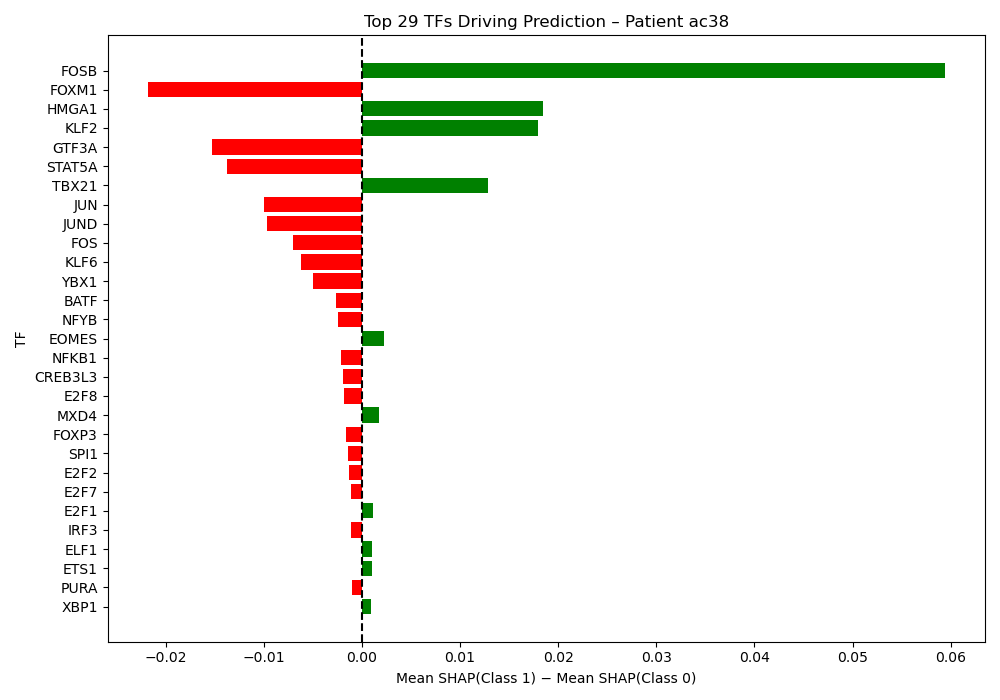 Top 29 TFs Driving Prediction – Patient ac38
TF
FOSB
FOXM1
HMGA1
KLF2
GTF3A
STAT5A
TBX21
JUN
JUND
FOS
KLF6
YBX1
BATF
NFYB
EOMES
NFKB1
CREB3L3
E2F8
MXD4
FOXP3
SPI1
E2F2
E2F7
E2F1
IRF3
ELF1
ETS1
PURA
XBP1
−0.02 −0.01 0.00 0.01 0.02 0.03 0.04 0.05 0.06
Mean SHAP(Class 1) − Mean SHAP(Class 0)